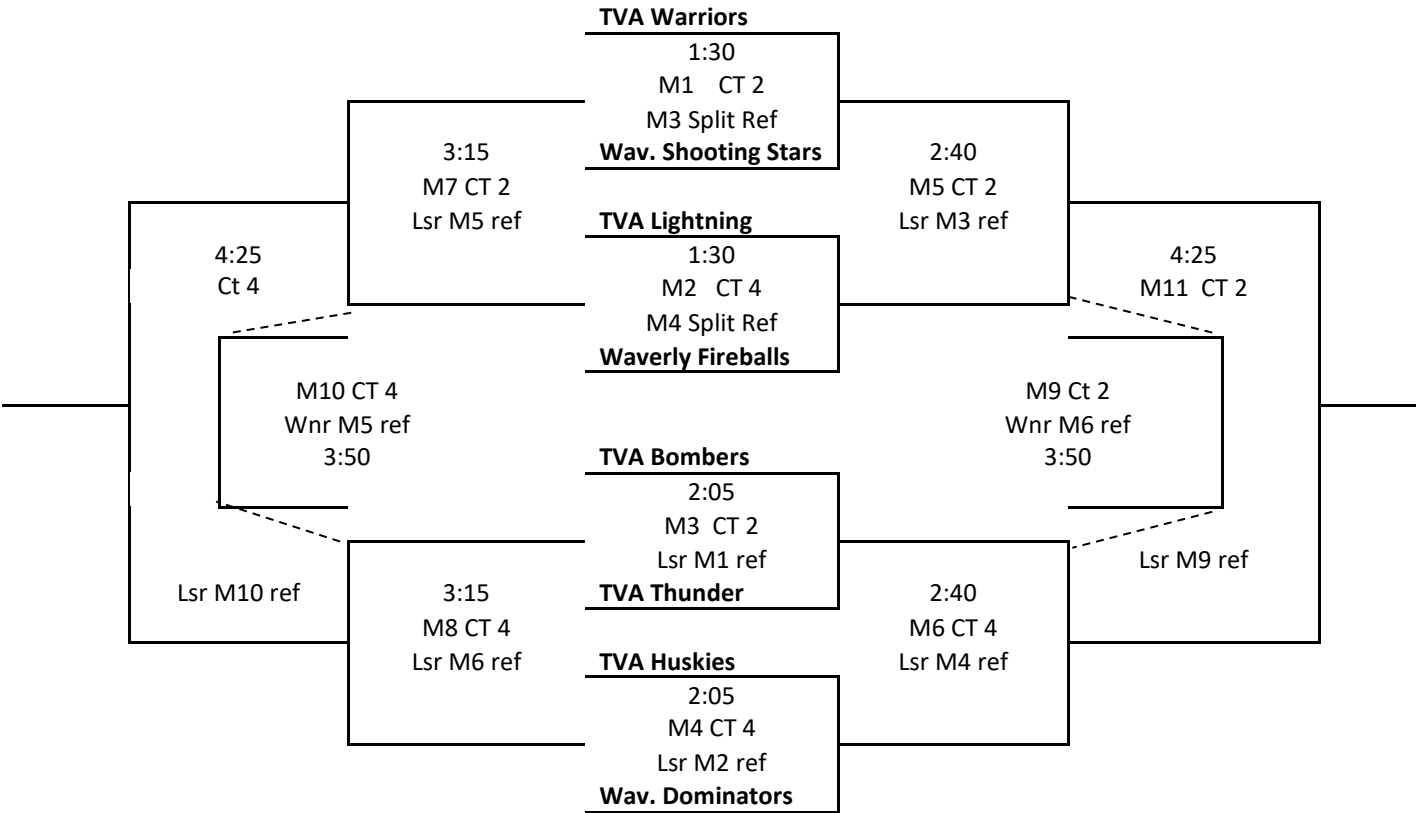 TVA Warriors
1:30
M1 CT 2
M3 Split Ref
Wav. Shooting Stars
3:15
M7 CT 2
Lsr M5 ref
2:40
M5 CT 2
Lsr M3 ref
TVA Lightning
1:30
M2 CT 4
M4 Split Ref
Waverly Fireballs
4:25
Ct 4
4:25
M11 CT 2
M10 CT 4
Wnr M5 ref
3:50
M9 Ct 2
Wnr M6 ref
3:50
TVA Bombers
2:05
M3 CT 2
Lsr M1 ref
TVA Thunder
Lsr M10 ref
Lsr M9 ref
3:15
M8 CT 4
Lsr M6 ref
2:40
M6 CT 4
Lsr M4 ref
TVA Huskies
2:05
M4 CT 4
Lsr M2 ref
Wav. Dominators